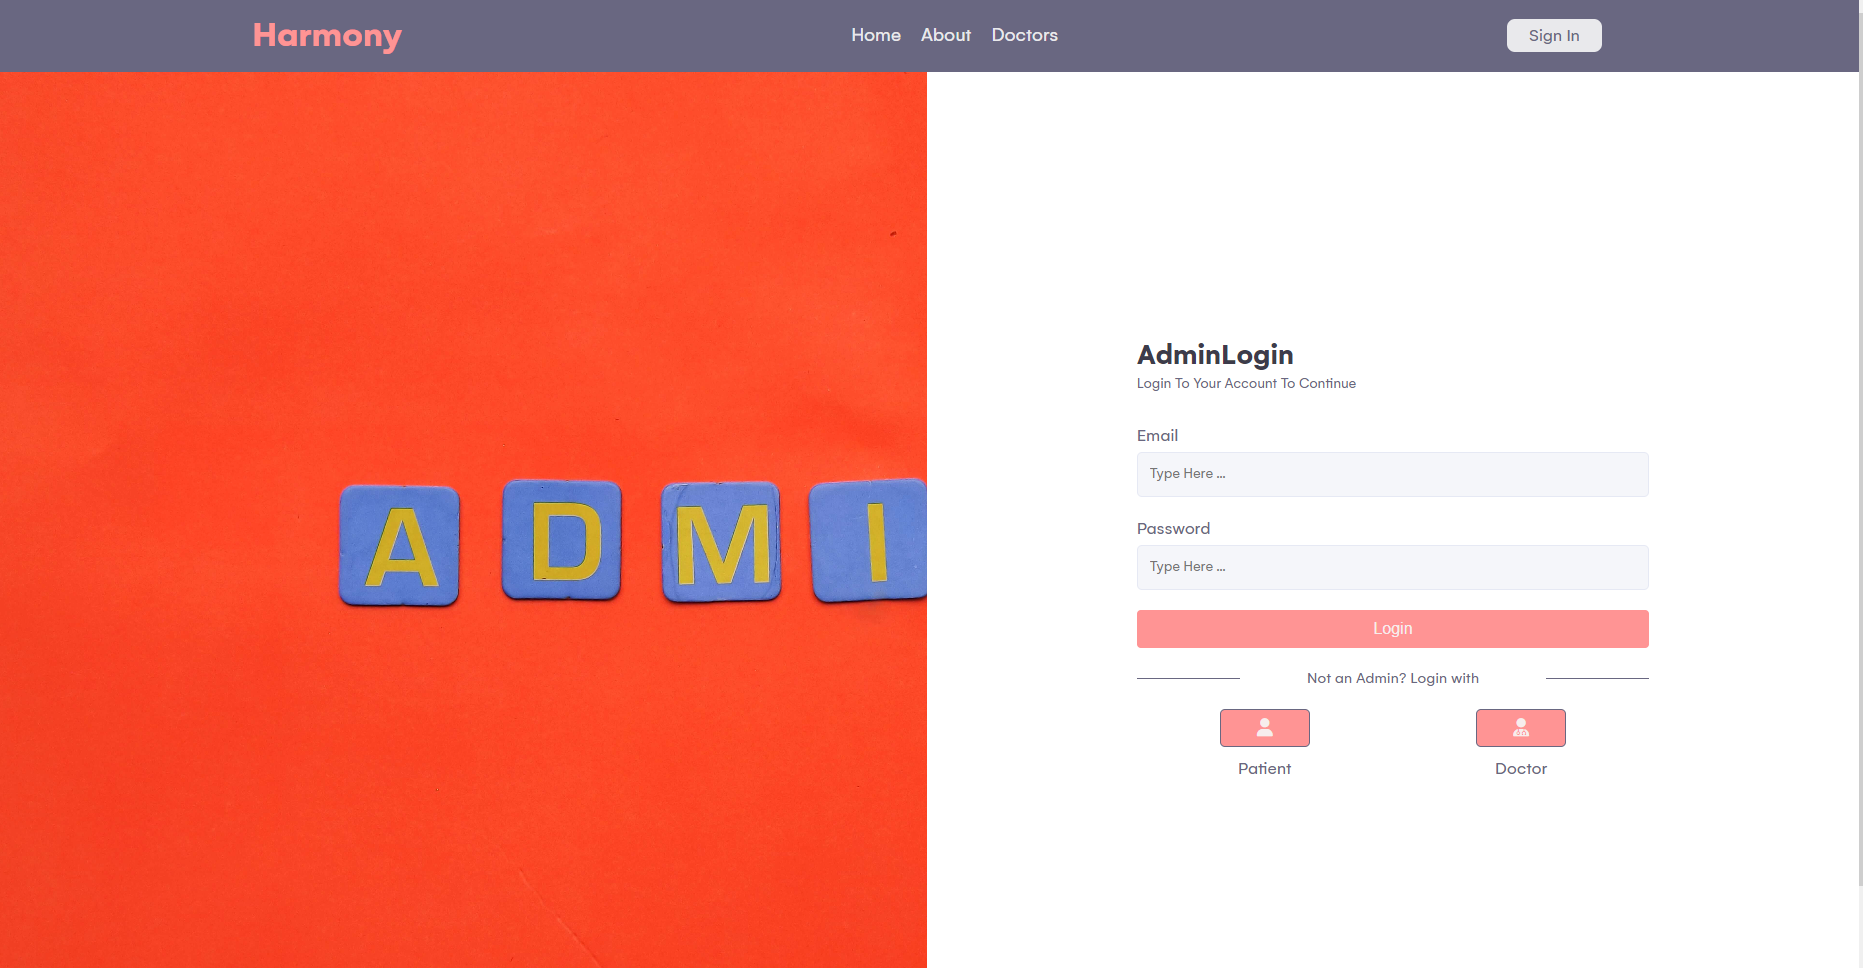 Harmony
Home About Doctors
Sign In
A D M I
AdminLogin
Login To Your Account To Continue
Email
Type Here ...
Password
Type Here ...
Login
Not an Admin? Login with
Patient
Doctor